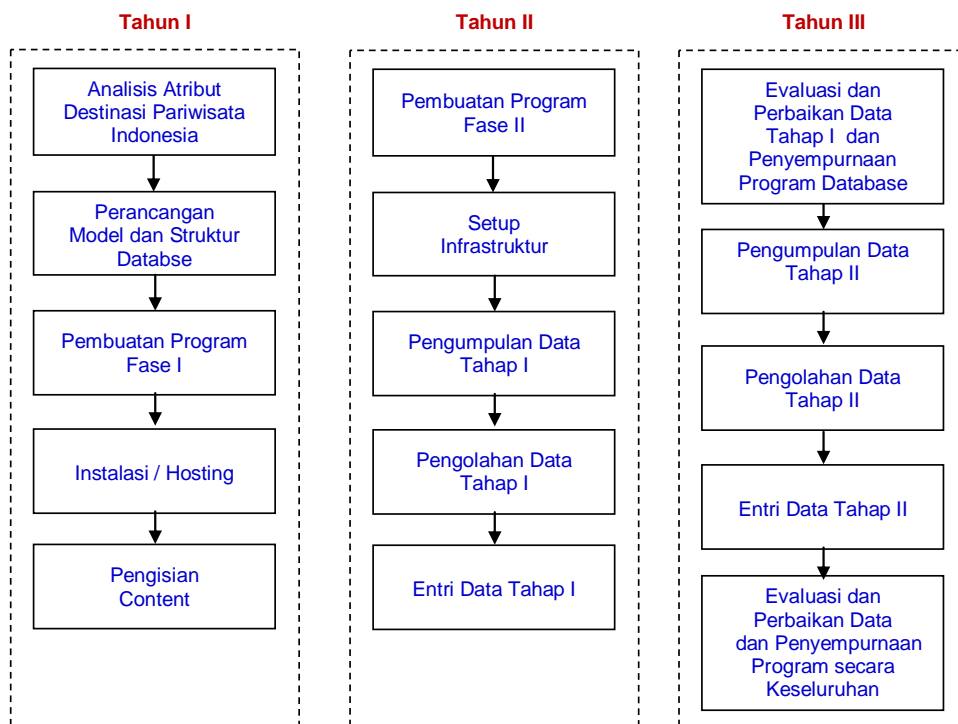 Tahun I
Analisis Atribut
Destinasi Pariwisata
Indonesia
Perancangan
Model dan Struktur
Databse
Pembuatan Program
Fase I
Instalasi / Hosting
Pengisian
Content
Tahun II
Pembuatan Program
Fase II
Setup
Infrastruktur
Pengumpulan Data
Tahap I
Pengolahan Data
Tahap I
Entri Data Tahap I
Tahun III
Evaluasi dan
Perbaikan Data
Tahap I dan
Penyempurnaan
Program Database
Pengumpulan Data
Tahap II
Pengolahan Data
Tahap II
Entri Data Tahap II
Evaluasi dan
Perbaikan Data
dan Penyempurnaan
Program secara
Keseluruhan